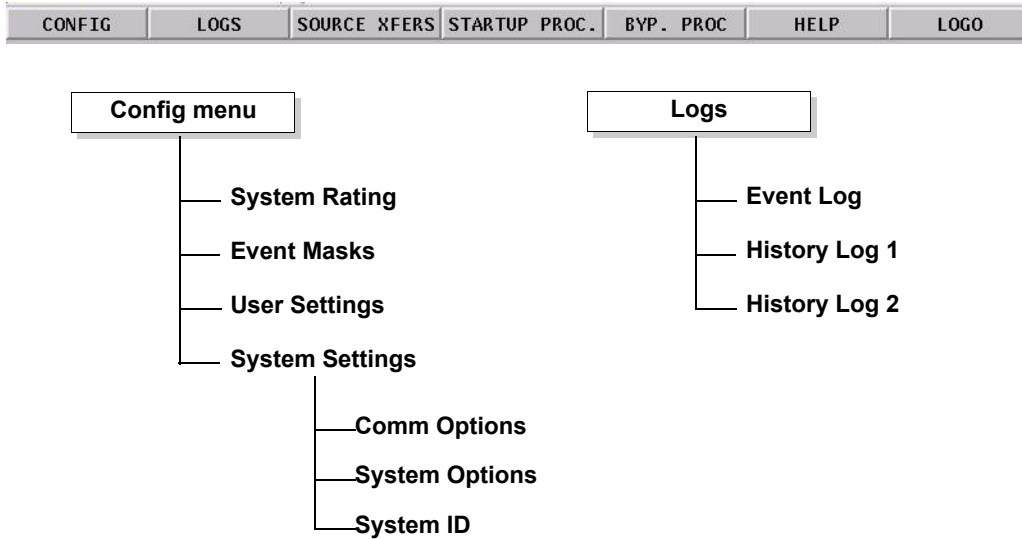 CONFIG LOGS SOURCE XFERS STARTUP PROC. BYP. PROC HELP LOGO
Config menu
System Rating
Event Masks
User Settings
System Settings
Comm Options
System Options
System ID
Logs
Event Log
History Log 1
History Log 2